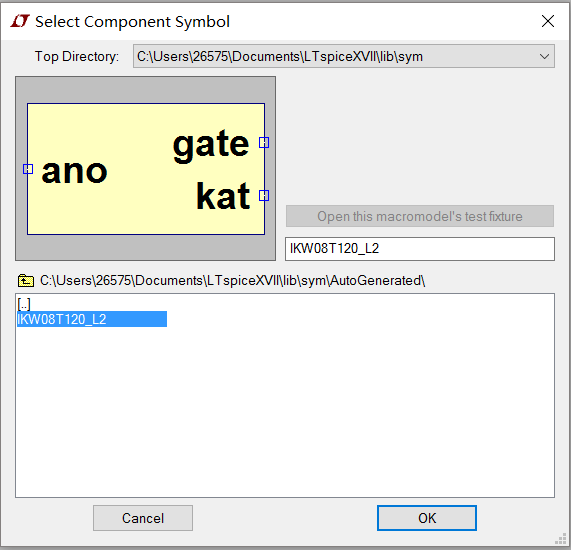 Select Component Symbol
Top Directory: C:\Users\26575\Documents\LTspiceXVII\lib\sym
ano
gate
kat
Open this macromodel's test fixture
IKW08T120_L2
C:\Users\26575\Documents\LTspiceXVII\lib\sym\AutoGenerated\
[..]
IKW08T120_L2
Cancel
OK